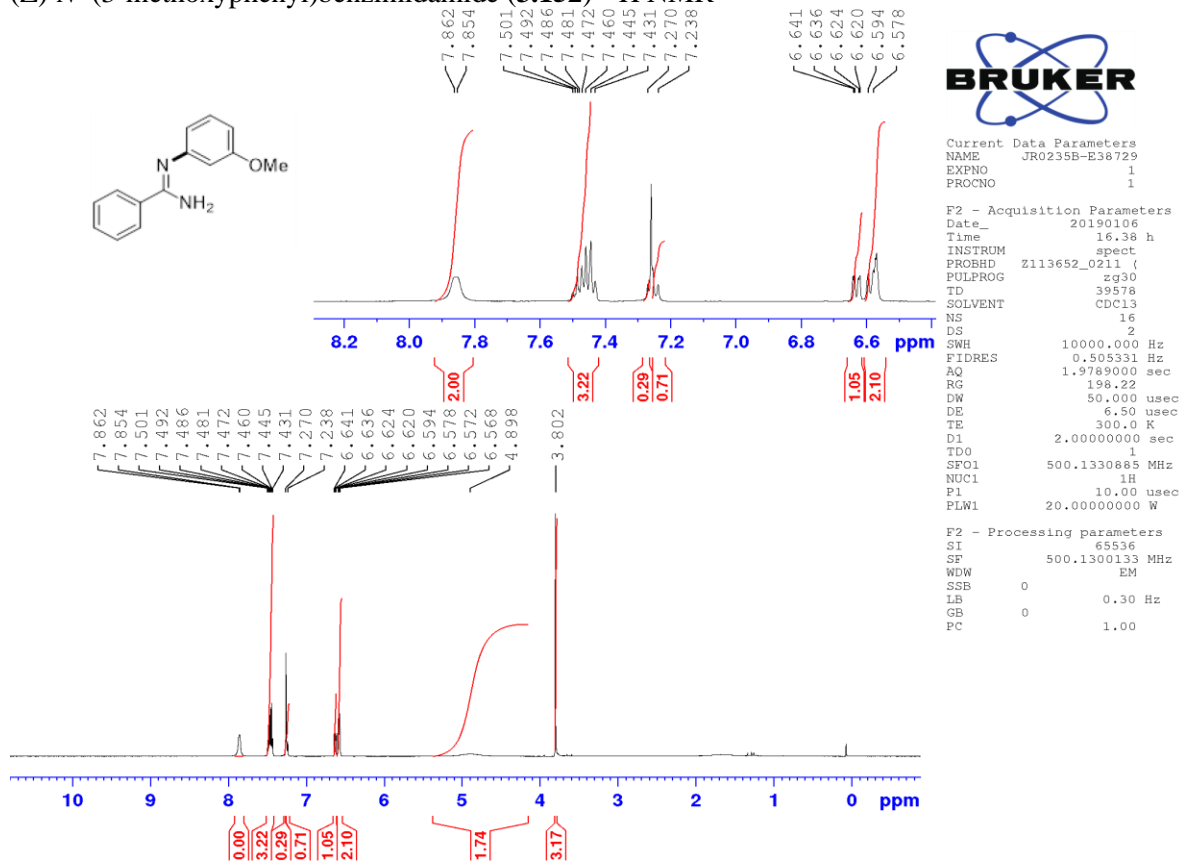 (Z)-N'-(3-methoxyphenyl)benzimidamide (3.132) - 1H NMR
7.862
7.854
7.501
7.492
7.486
7.481
7.472
7.460
7.445
7.431
7.270
7.238
6.641
6.636
6.624
6.620
6.594
6.578
BRUKER
N
OMe
NH2
8.2 8.0 7.8 7.6 7.4 7.2 7.0 6.8 6.6 ppm
2.00 3.22 0.29 0.71 1.05 2.10
7.862
7.854
7.501
7.492
7.486
7.481
7.472
7.460
7.445
7.431
7.270
7.238
6.641
6.636
6.624
6.620
6.594
6.578
6.572
6.568
4.898
3.802
10 9 8 7 6 5 4 3 2 1 0 ppm
0.00 3.22 0.29 0.71 1.05 2.10 1.74 3.17
Current Data Parameters
NAME JR0235B-E38729
EXPNO 1
PROCNO 1
F2 - Acquisition Parameters
Date_ 20190106
Time 16.38 h
INSTRUM spect
PROBHD Z113652_0211 (
PULPROG zg30
TD 39578
SOLVENT CDCl3
NS 16
DS 2
SWH 10000.000 Hz
FIDRES 0.505331 Hz
AQ 1.9789000 sec
RG 198.22
DW 50.000 usec
DE 6.50 usec
TE 300.0 K
D1 2.00000000 sec
TD0 1
SFO1 500.1330885 MHz
NUC1 1H
P1 10.00 usec
PLW1 20.00000000 W
F2 - Processing parameters
SI 65536
SF 500.1300133 MHz
WDW EM
SSB 0
LB 0.30 Hz
GB 0
PC 1.00